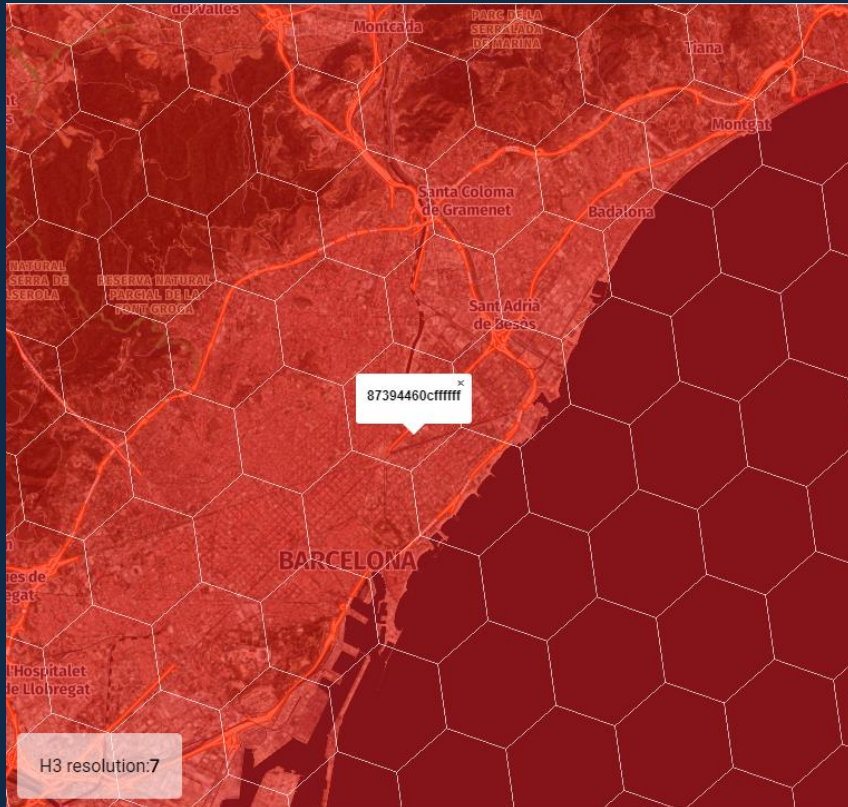 del Valles
Montcada
PARC DE LA
SERRALADA
DE MARINA
Tiana
Montgat
Santa Coloma
de Gramenet
Badalona
NATURAL
SERRA DE
LSEROLA
RESERVA NATURAL
PARCIAL DE LA
FONT GROGA
Sant Adrià
de Besòs
87394460cffffff
×
BARCELONA
ues de
egat
l'Hospitalet
de Llobregat
H3 resolution:7